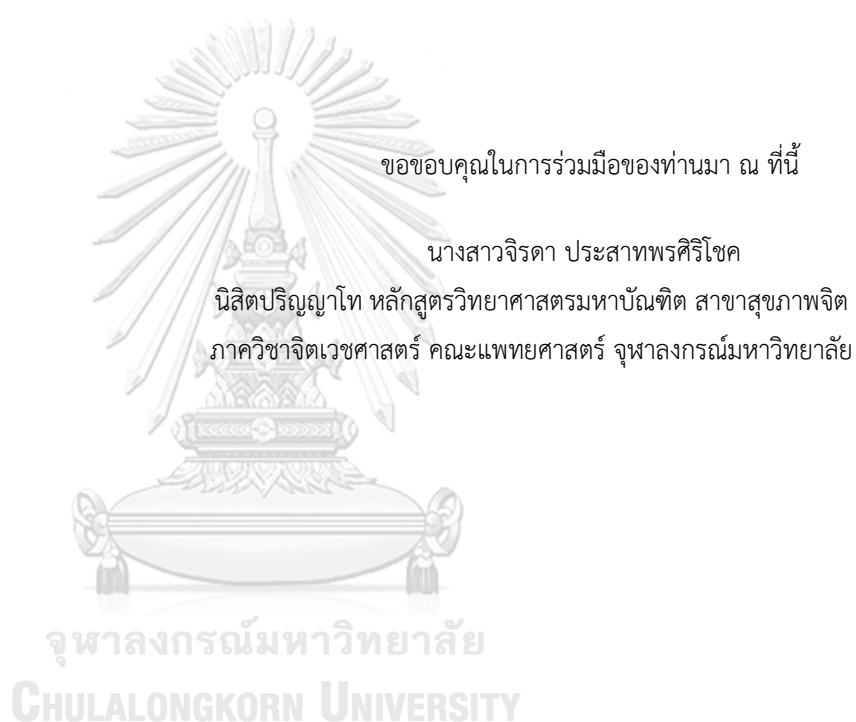 ขอขอบคุณในการร่วมมือของท่านมา ณ ที่นี้
นางสาวจิรดา ประสาทพรศิริโชค
นิสิตปริญญาโท หลักสูตรวิทยาศาสตรมหาบัณฑิต สาขาสุขภาพจิต
ภาควิชาจิตเวชศาสตร์ คณะแพทยศาสตร์ จุฬาลงกรณ์มหาวิทยาลัย
จุฬาลงกรณ์มหาวิทยาลัย
CHULALONGKORN UNIVERSITY